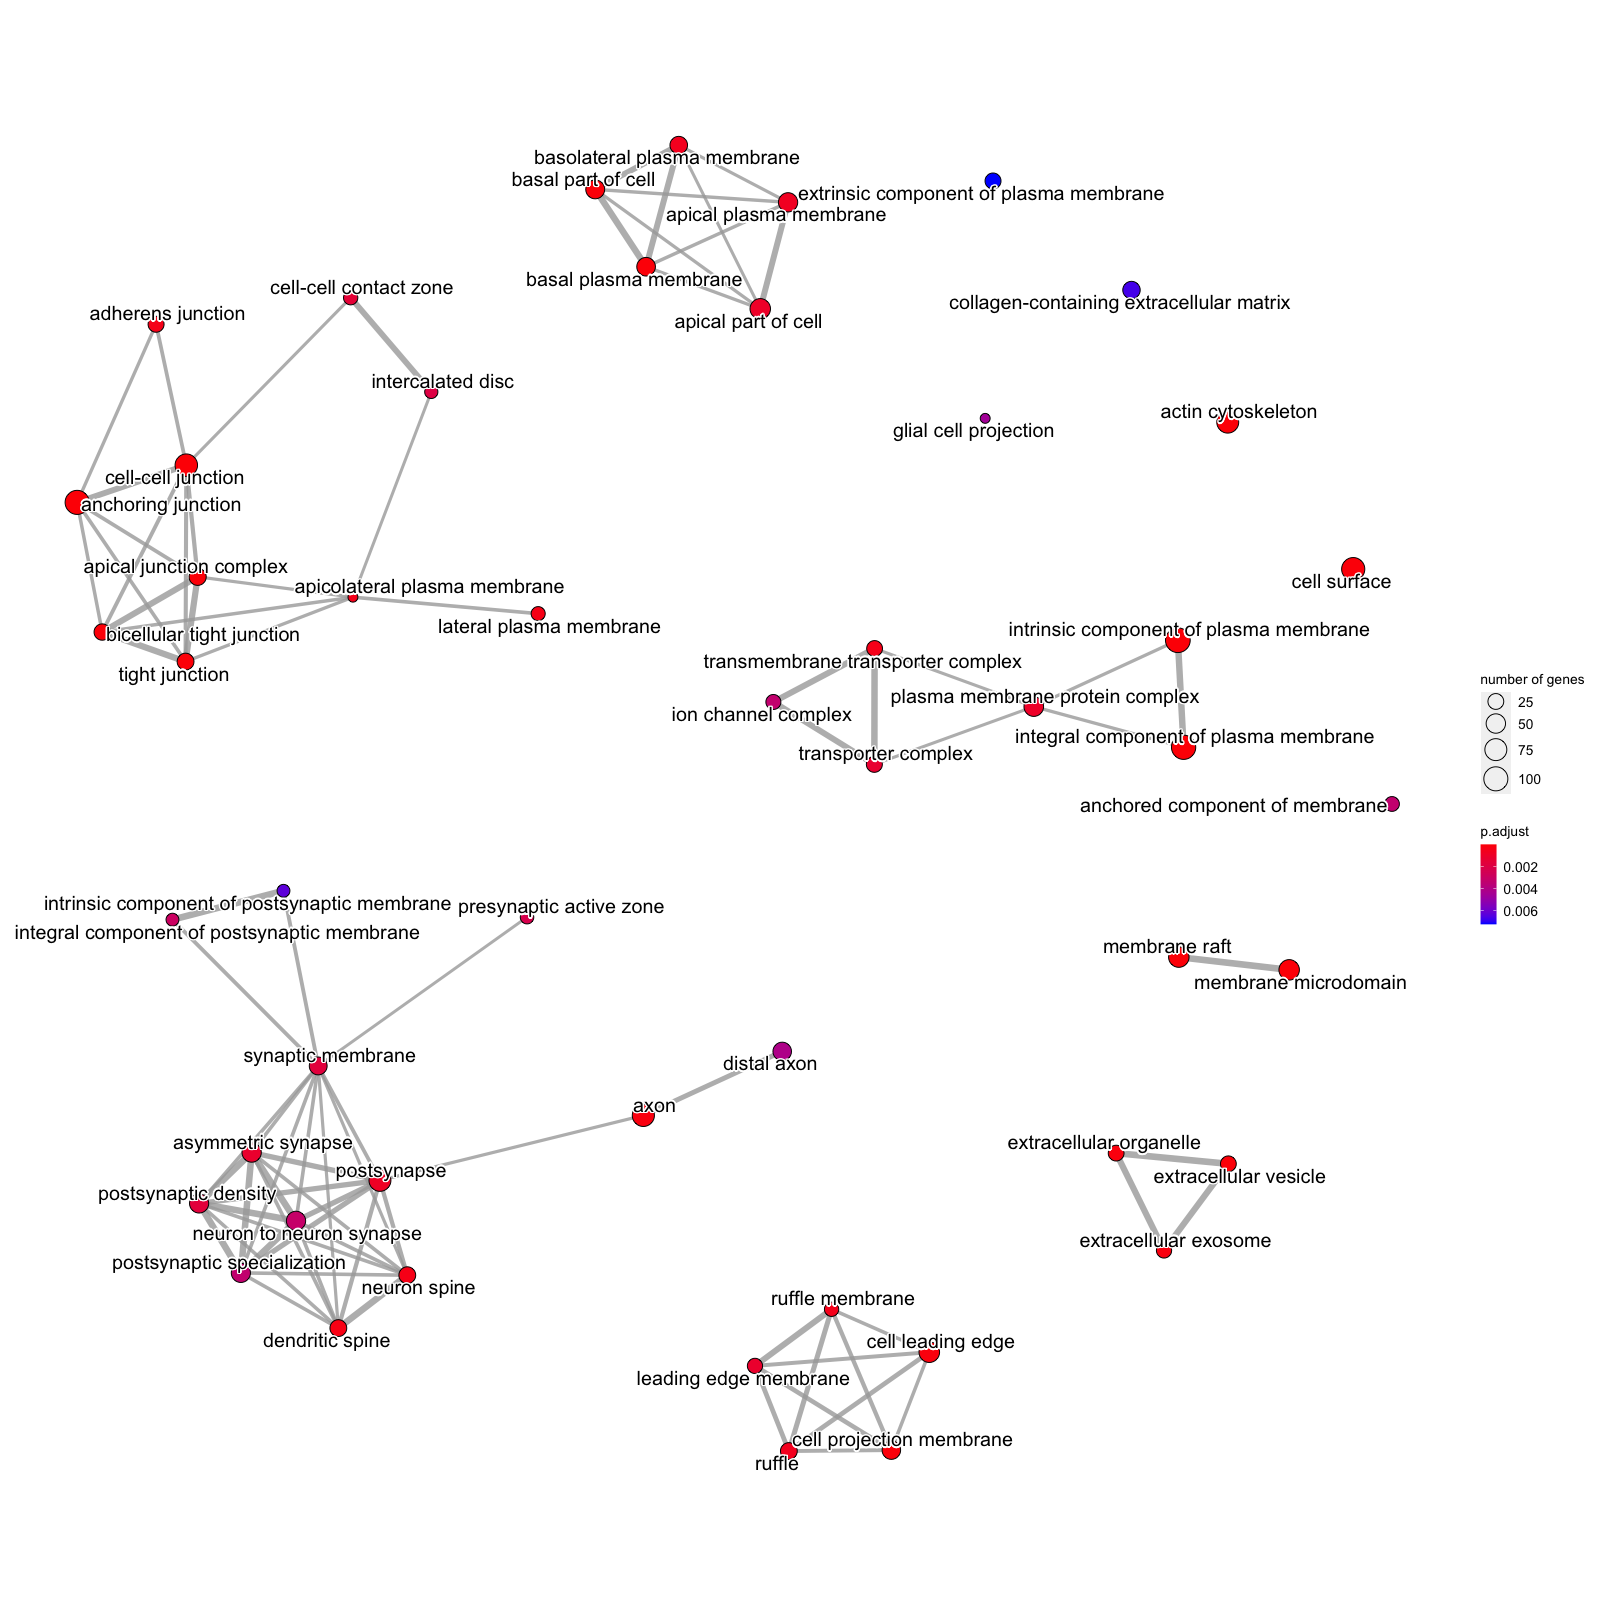 basolateral plasma membrane
basal part of cell
extrinsic component of plasma membrane
apical plasma membrane
basal plasma membrane
cell-cell contact zone
collagen-containing extracellular matrix
adherens junction
apical part of cell
intercalated disc
actin cytoskeleton
glial cell projection
cell-cell junction
anchoring junction
apical junction complex
cell surface
apicolateral plasma membrane
lateral plasma membrane
intrinsic component of plasma membrane
bicellular tight junction
transmembrane transporter complex
tight junction
number of genes
plasma membrane protein complex
25
ion channel complex
50
integral component of plasma membrane
transporter complex
75
100
anchored component of membrane
p.adjust
0.002
0.004
0.006
intrinsic component of postsynaptic membrane
presynaptic active zone
integral component of postsynaptic membrane
membrane raft
membrane microdomain
synaptic membrane
distal axon
axon
asymmetric synapse
extracellular organelle
postsynapse
extracellular vesicle
postsynaptic density
neuron to neuron synapse
extracellular exosome
postsynaptic specialization
neuron spine
ruffle membrane
dendritic spine
cell leading edge
leading edge membrane
cell projection membrane
ruffle